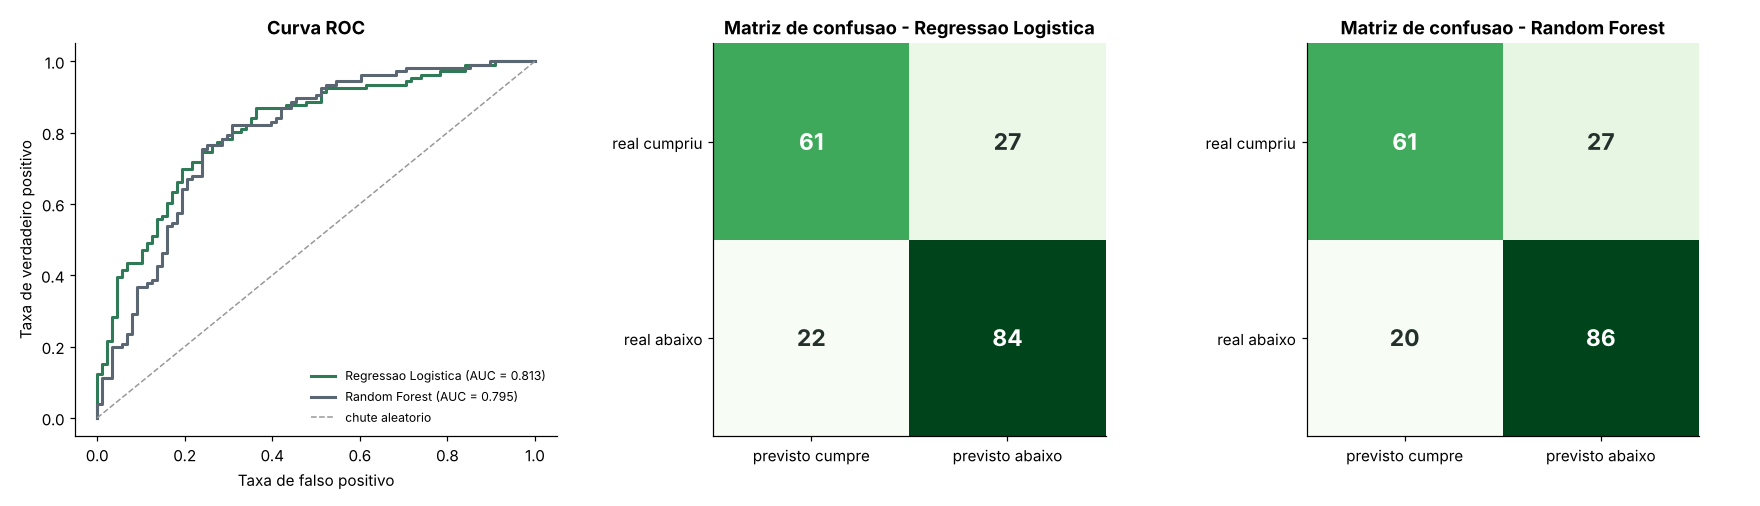 Curva ROC
1.0
0.8
0.6
0.4
0.2
0.0
Taxa de verdadeiro positivo
Regressao Logistica (AUC = 0.813)
Random Forest (AUC = 0.795)
chute aleatorio
0.0 0.2 0.4 0.6 0.8 1.0
Taxa de falso positivo
Matriz de confusao - Regressao Logistica
real cumpriu 61 27
real abaixo 22 84
previsto cumpre previsto abaixo
Matriz de confusao - Random Forest
real cumpriu 61 27
real abaixo 20 86
previsto cumpre previsto abaixo